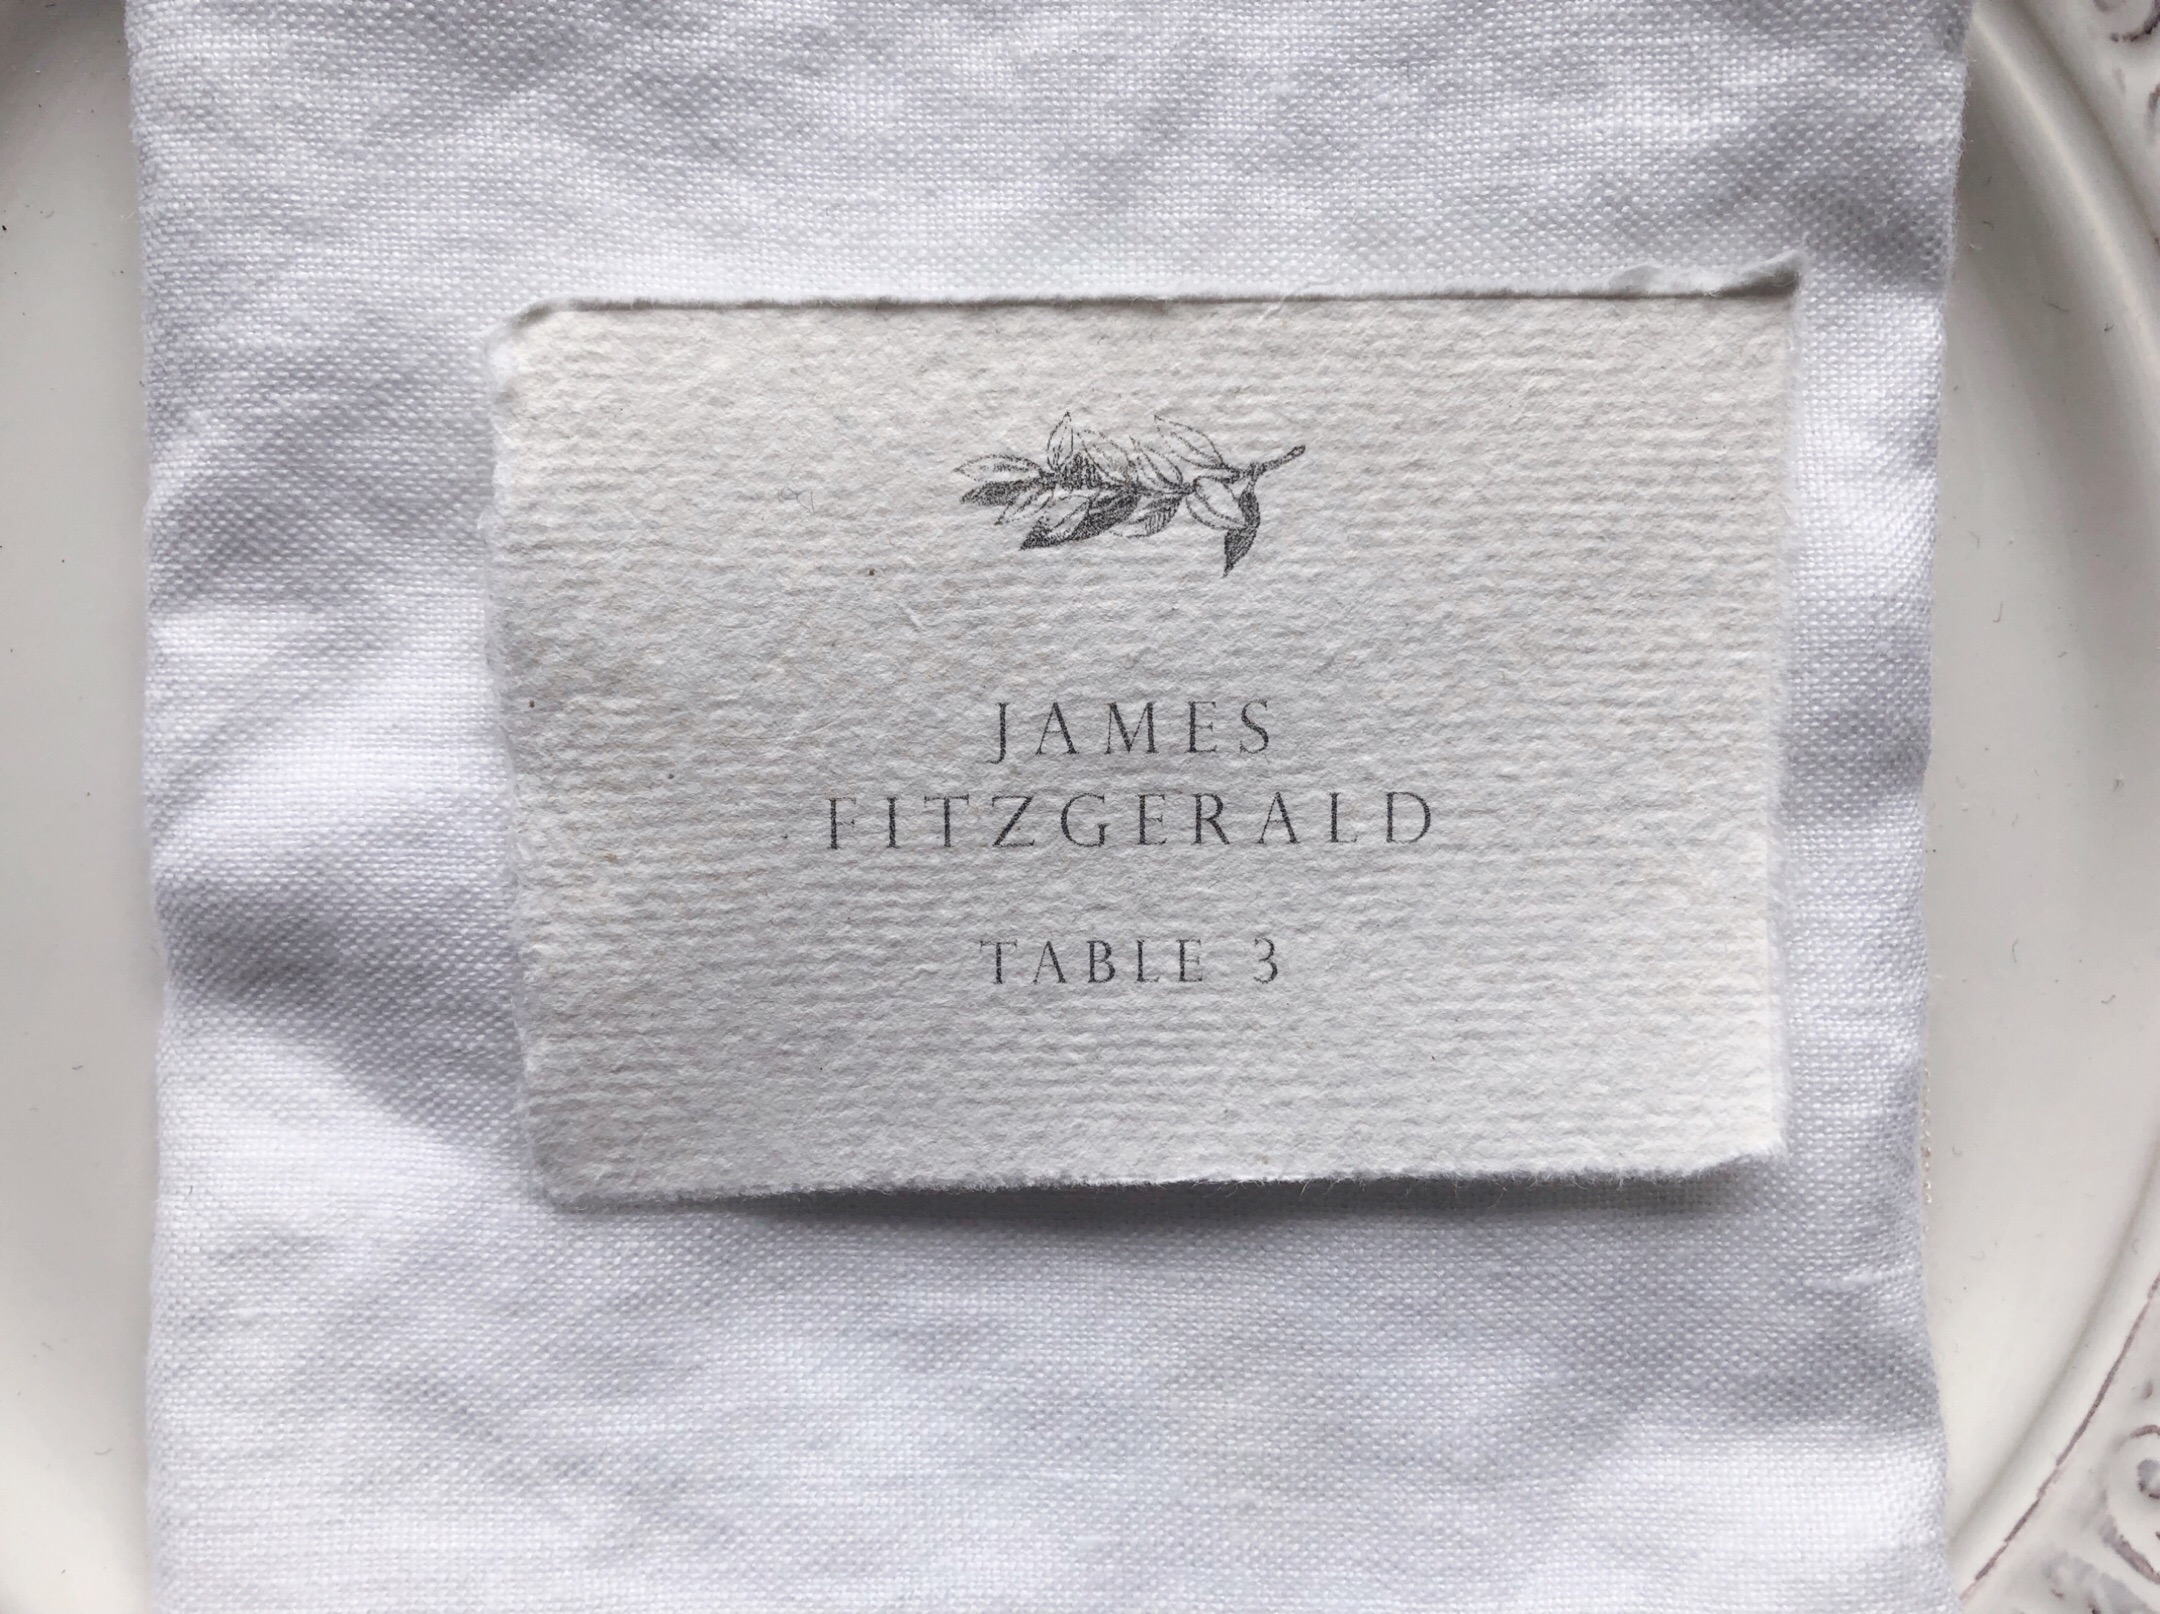 JAMES
FITZGERALD
TABLE 3